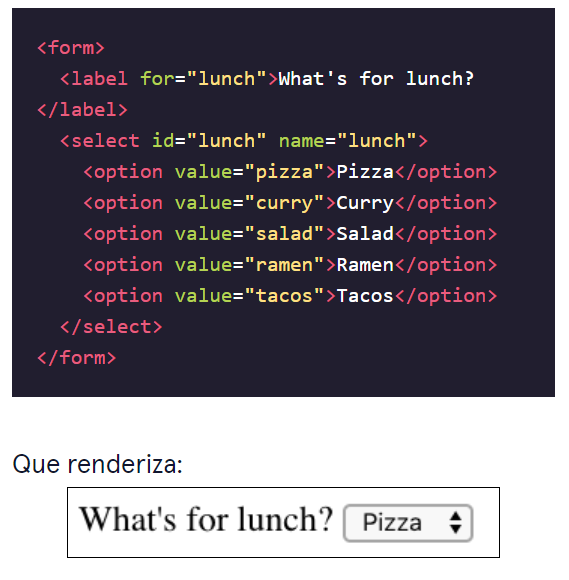 <form>
  <label for="lunch">What's for lunch?
</label>
  <select id="lunch" name="lunch">
    <option value="pizza">Pizza</option>
    <option value="curry">Curry</option>
    <option value="salad">Salad</option>
    <option value="ramen">Ramen</option>
    <option value="tacos">Tacos</option>
  </select>
</form>
Que renderiza:
What's for lunch? Pizza